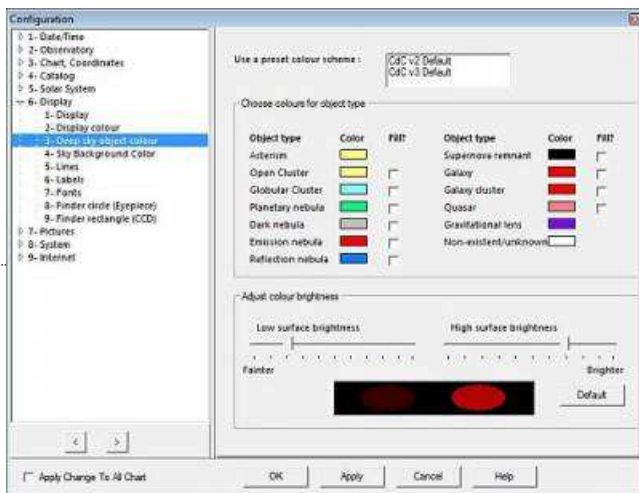 Configuration
1- Date/Time
2- Observatory
3- Chart, Coordinates
4- Catalog
5- Solar System
6- Display
1- Display
2- Display colour
3- Deep sky object colour
4- Sky Background Color
5- Lines
6- Labels
7- Fonts
8- Finder circle (Eyepiece)
9- Finder rectangle (CCD)
7- Pictures
8- System
9- Internet
< >
Use a preset colour scheme :
CdC v2 Default
CdC v3 Default
Choose colours for object type
Object type Color Fill? Object type Color Fill?
Asterism Supernova remnant
Open Cluster Galaxy
Globular Cluster Galaxy cluster
Planetary nebula Quasar
Dark nebula Gravitational lens
Emission nebula Non-existent/unknown
Reflection nebula
Adjust colour brightness
Low surface brightness High surface brightness
Fainter Brighter
Default
Apply Change To All Chart OK Apply Cancel Help